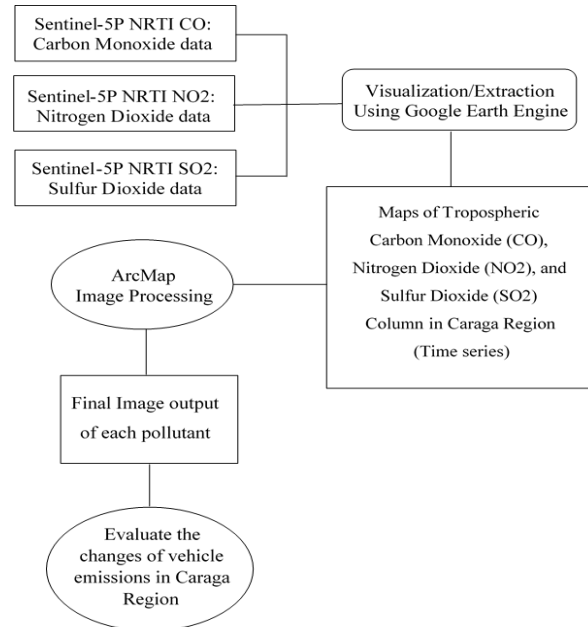 Sentinel-5P NRTI CO:
Carbon Monoxide data
Sentinel-5P NRTI NO2:
Nitrogen Dioxide data
Sentinel-5P NRTI SO2:
Sulfur Dioxide data
Visualization/Extraction
Using Google Earth Engine
Maps of Tropospheric
Carbon Monoxide (CO),
Nitrogen Dioxide (NO2), and
Sulfur Dioxide (SO2)
Column in Caraga Region
(Time series)
ArcMap
Image Processing
Final Image output
of each pollutant
Evaluate the
changes of vehicle
emissions in Caraga
Region